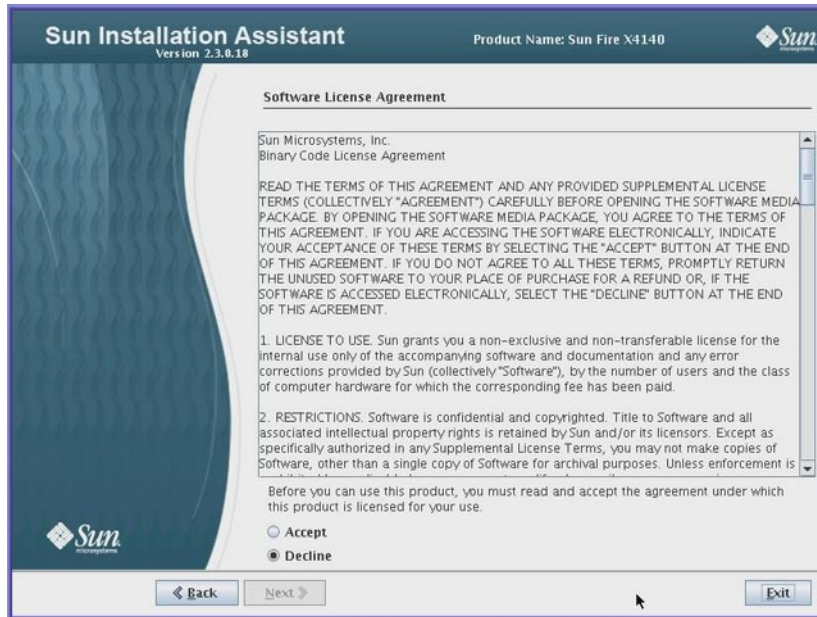 Sun Installation Assistant
Version 2.3.0.18
Product Name: Sun Fire X4140
Sun
microsystems
Software License Agreement
Sun Microsystems, Inc.
Binary Code License Agreement
READ THE TERMS OF THIS AGREEMENT AND ANY PROVIDED SUPPLEMENTAL LICENSE
TERMS (COLLECTIVELY "AGREEMENT") CAREFULLY BEFORE OPENING THE SOFTWARE MEDIA
PACKAGE. BY OPENING THE SOFTWARE MEDIA PACKAGE, YOU AGREE TO THE TERMS OF
THIS AGREEMENT. IF YOU ARE ACCESSING THE SOFTWARE ELECTRONICALLY, INDICATE
YOUR ACCEPTANCE OF THESE TERMS BY SELECTING THE "ACCEPT" BUTTON AT THE END
OF THIS AGREEMENT. IF YOU DO NOT AGREE TO ALL THESE TERMS, PROMPTLY RETURN
THE UNUSED SOFTWARE TO YOUR PLACE OF PURCHASE FOR A REFUND OR, IF THE
SOFTWARE IS ACCESSED ELECTRONICALLY, SELECT THE "DECLINE" BUTTON AT THE END
OF THIS AGREEMENT.
1. LICENSE TO USE. Sun grants you a non-exclusive and non-transferable license for the
internal use only of the accompanying software and documentation and any error
corrections provided by Sun (collectively "Software"), by the number of users and the class
of computer hardware for which the corresponding fee has been paid.
2. RESTRICTIONS. Software is confidential and copyrighted. Title to Software and all
associated intellectual property rights is retained by Sun and/or its licensors. Except as
specifically authorized in any Supplemental License Terms, you may not make copies of
Software, other than a single copy of Software for archival purposes. Unless enforcement is
Before you can use this product, you must read and accept the agreement under which
this product is licensed for your use.
Accept
Decline
Sun
microsystems
Back
Next
Exit